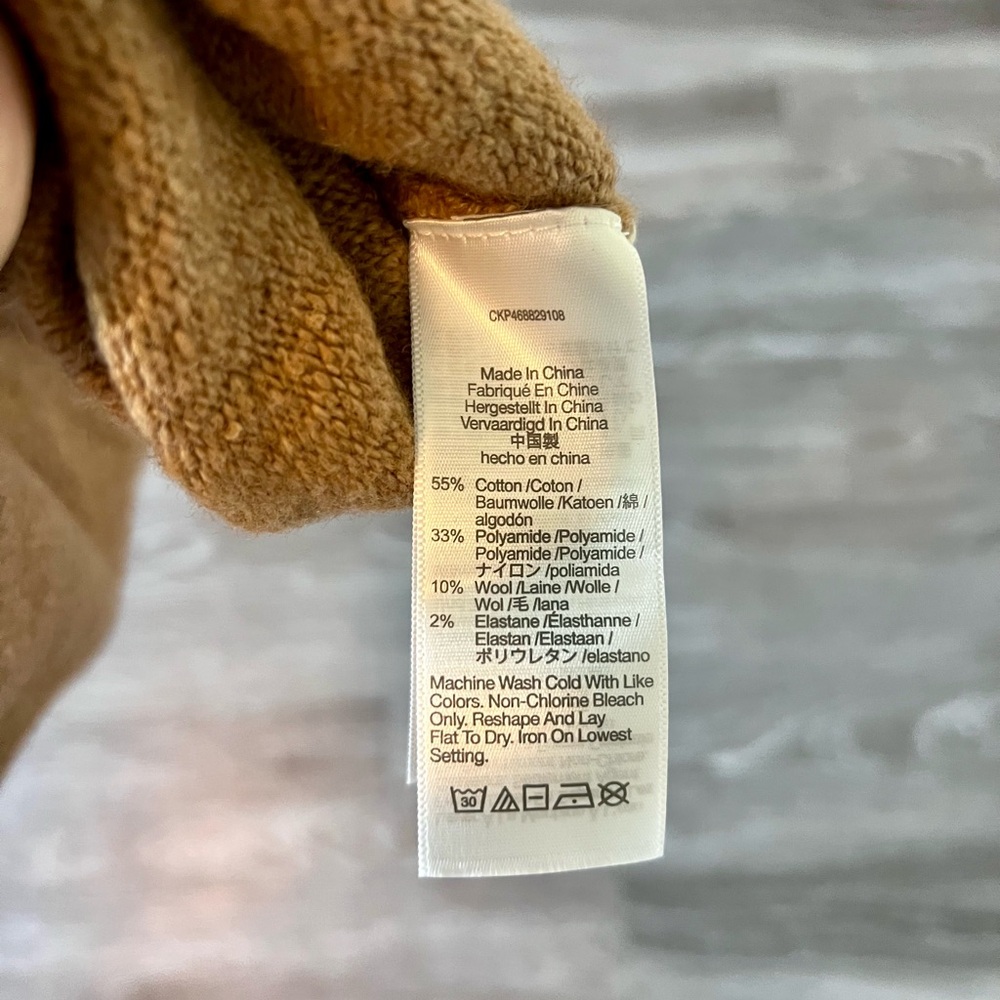 CKP468829108
Made In China
Fabriqué En Chine
Hergestellt In China
Vervaardigd In China
中国製
hecho en china
55% Cotton /Coton /
Baumwolle /Katoen /綿 /
algodón
33% Polyamide /Polyamide /
Polyamide /Polyamide /
ナイロン /poliamida
10% Wool /Laine /Wolle /
Wol /毛 /lana
2% Elastane /Élasthanne /
Elastan /Elastaan /
ポリウレタン /elastano
Machine Wash Cold With Like
Colors. Non-Chlorine Bleach
Only. Reshape And Lay
Flat To Dry. Iron On Lowest
Setting.
30